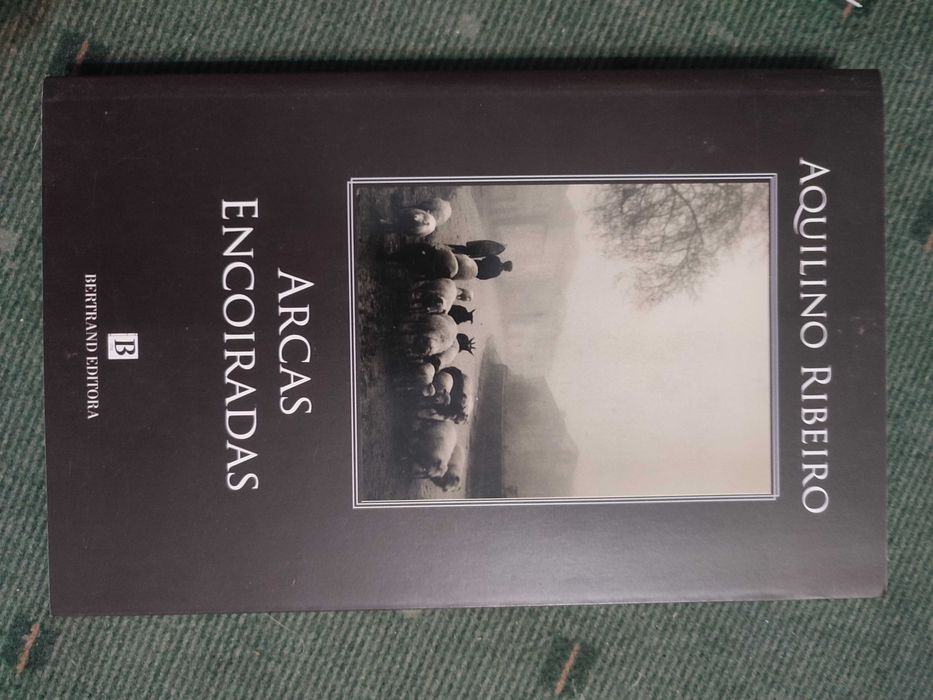 AQUILINO RIBEIRO
ARCAS
ENCOIRADAS
B
BERTRAND EDITORA